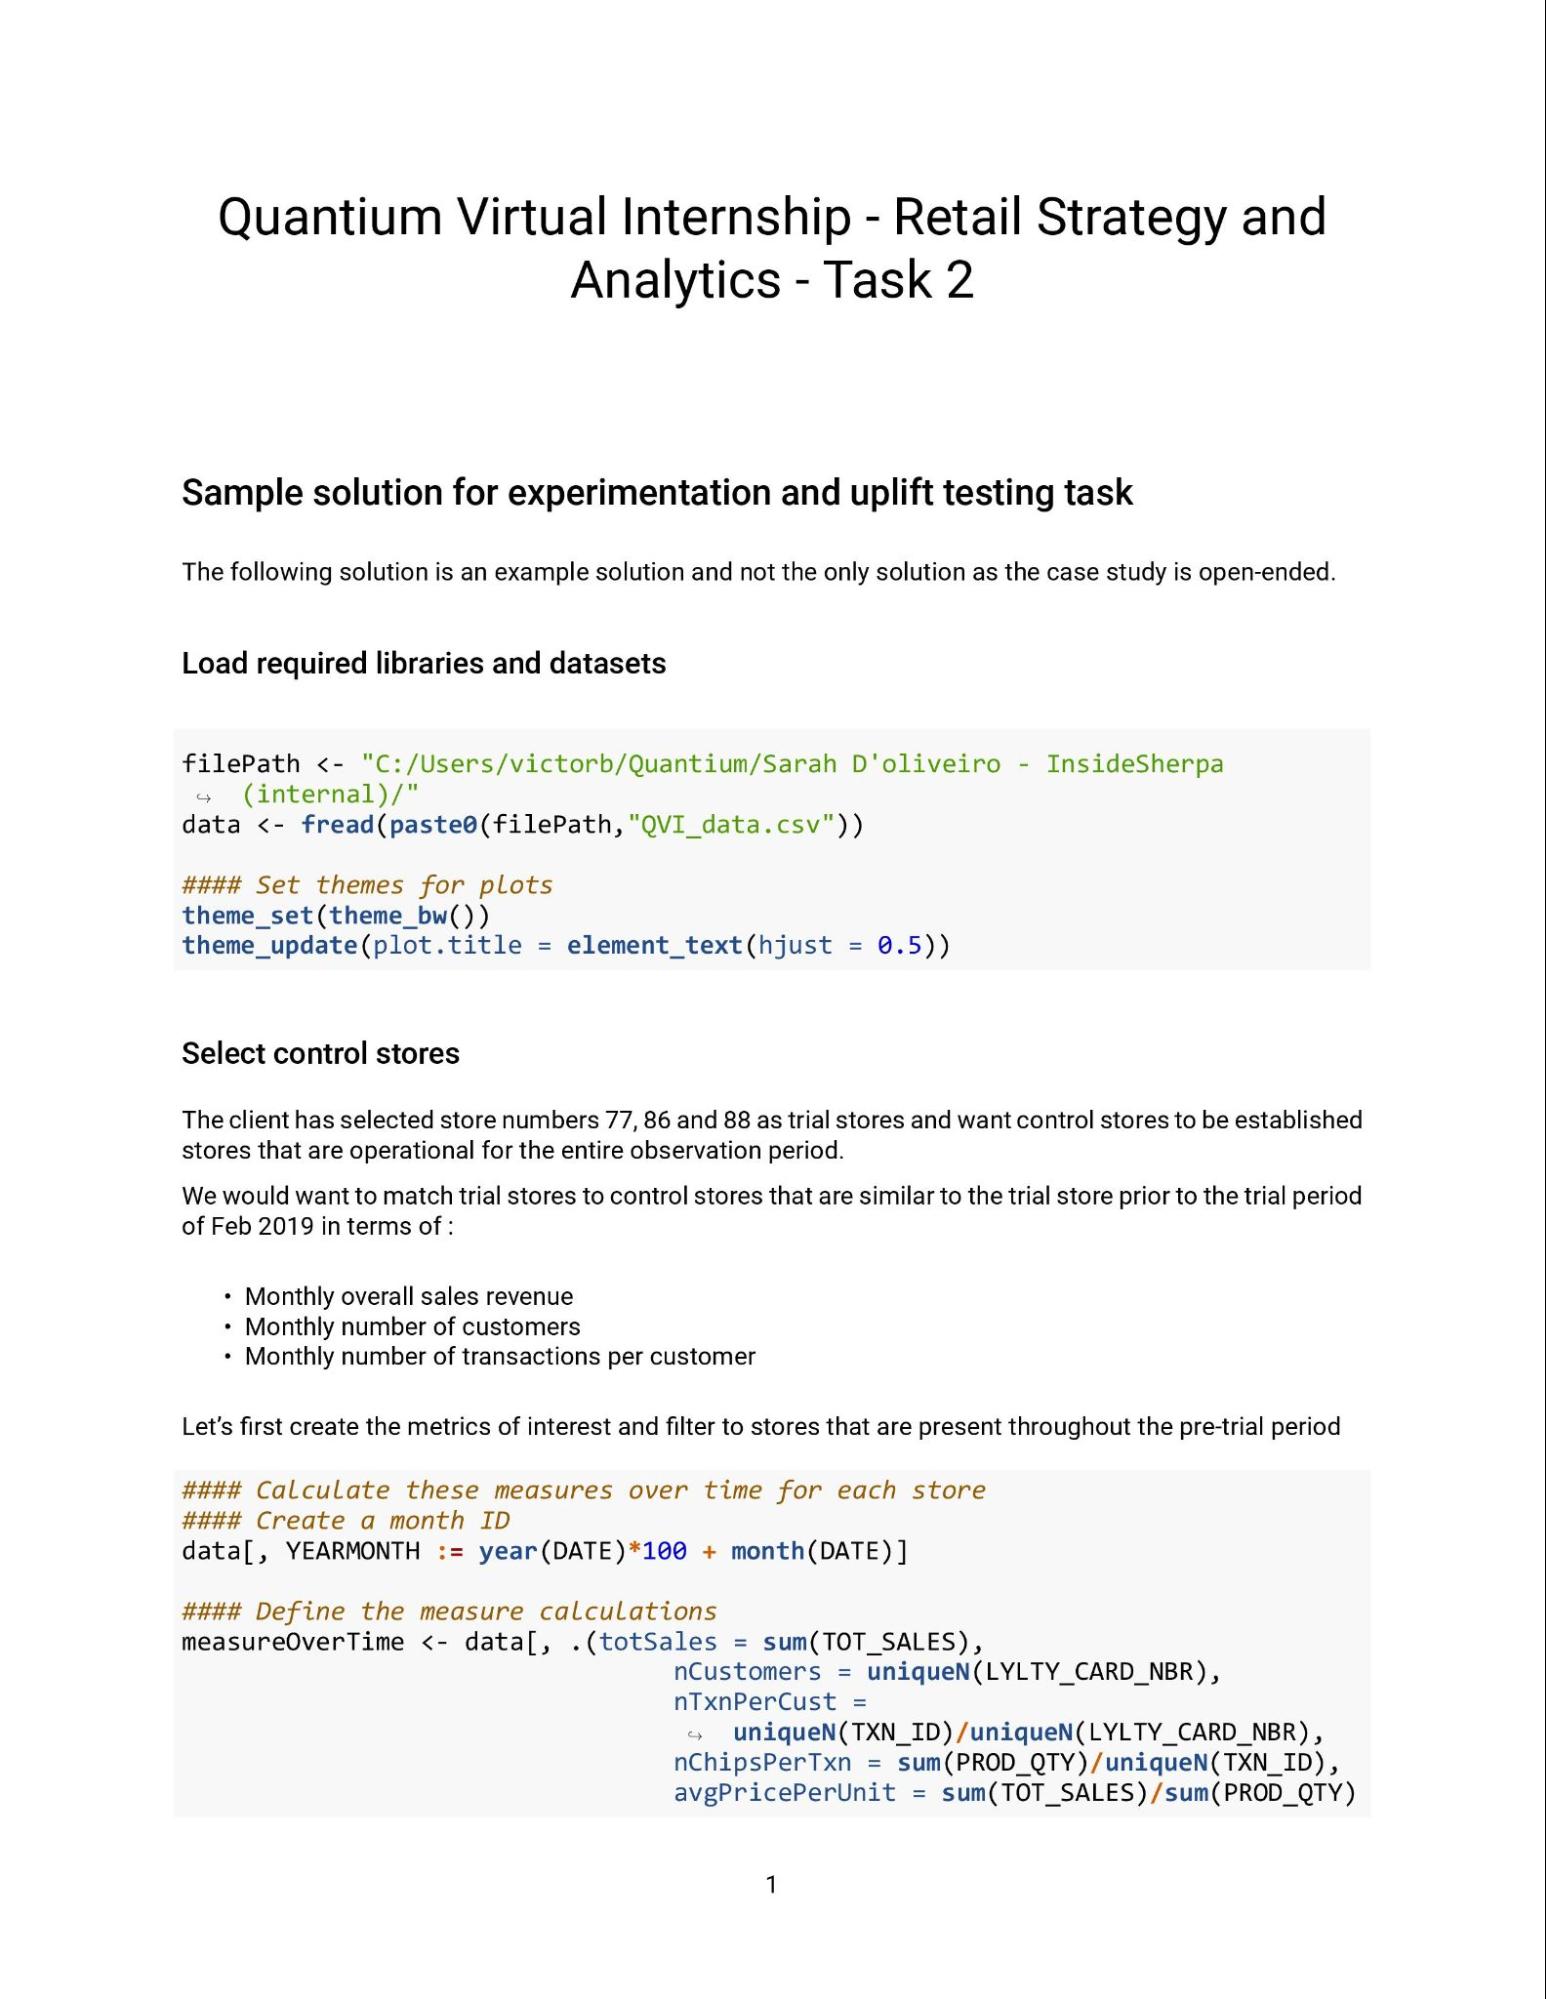 Quantium Virtual Internship - Retail Strategy and
Analytics - Task 2
Sample solution for experimentation and uplift testing task
The following solution is an example solution and not the only solution as the case study is open-ended.
Load required libraries and datasets
filePath <- "C:/Users/victorb/Quantium/Sarah D'oliveiro - InsideSherpa
↪ (internal)/"
data <- fread(paste0(filePath,"QVI_data.csv"))
#### Set themes for plots
theme_set(theme_bw())
theme_update(plot.title = element_text(hjust = 0.5))
Select control stores
The client has selected store numbers 77, 86 and 88 as trial stores and want control stores to be established
stores that are operational for the entire observation period.
We would want to match trial stores to control stores that are similar to the trial store prior to the trial period
of Feb 2019 in terms of :
• Monthly overall sales revenue
• Monthly number of customers
• Monthly number of transactions per customer
Let’s first create the metrics of interest and filter to stores that are present throughout the pre-trial period
#### Calculate these measures over time for each store
#### Create a month ID
data[, YEARMONTH := year(DATE)*100 + month(DATE)]
#### Define the measure calculations
measureOverTime <- data[, .(totSales = sum(TOT_SALES),
nCustomers = uniqueN(LYLTY_CARD_NBR),
nTxnPerCust =
↪ uniqueN(TXN_ID)/uniqueN(LYLTY_CARD_NBR),
nChipsPerTxn = sum(PROD_QTY)/uniqueN(TXN_ID),
avgPricePerUnit = sum(TOT_SALES)/sum(PROD_QTY)
1